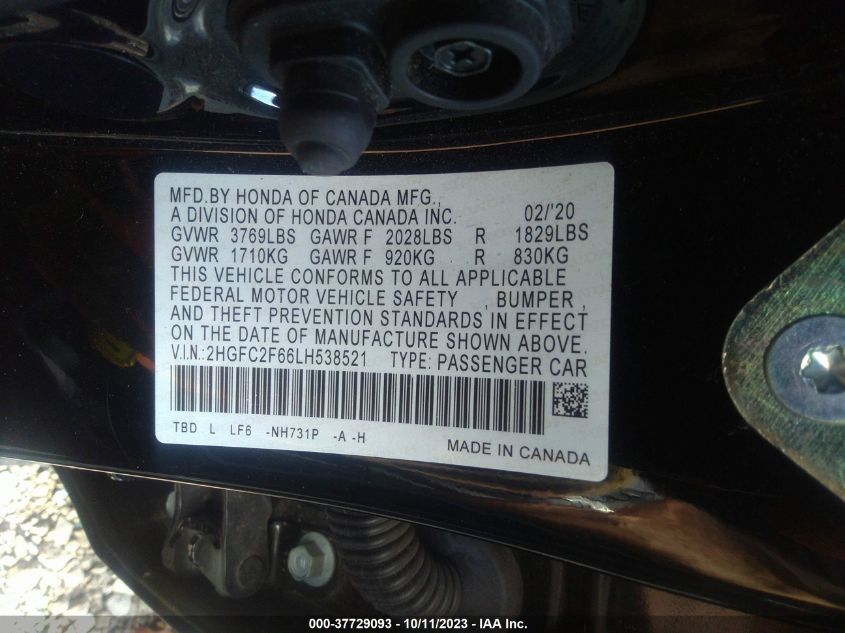 MFD.BY HONDA OF CANADA MFG.,
A DIVISION OF HONDA CANADA INC. 02/'20
GVWR 3769LBS GAWR F 2028LBS R 1829LBS
GVWR 1710KG GAWR F 920KG R 830KG
THIS VEHICLE CONFORMS TO ALL APPLICABLE
FEDERAL MOTOR VEHICLE SAFETY , BUMPER ,
AND THEFT PREVENTION STANDARDS IN EFFECT
ON THE DATE OF MANUFACTURE SHOWN ABOVE.
V.I.N.:2HGFC2F66LH538521 TYPE: PASSENGER CAR
TBD L LF6 -NH731P -A -H
MADE IN CANADA
000-37729093 - 10/11/2023 - IAA Inc.